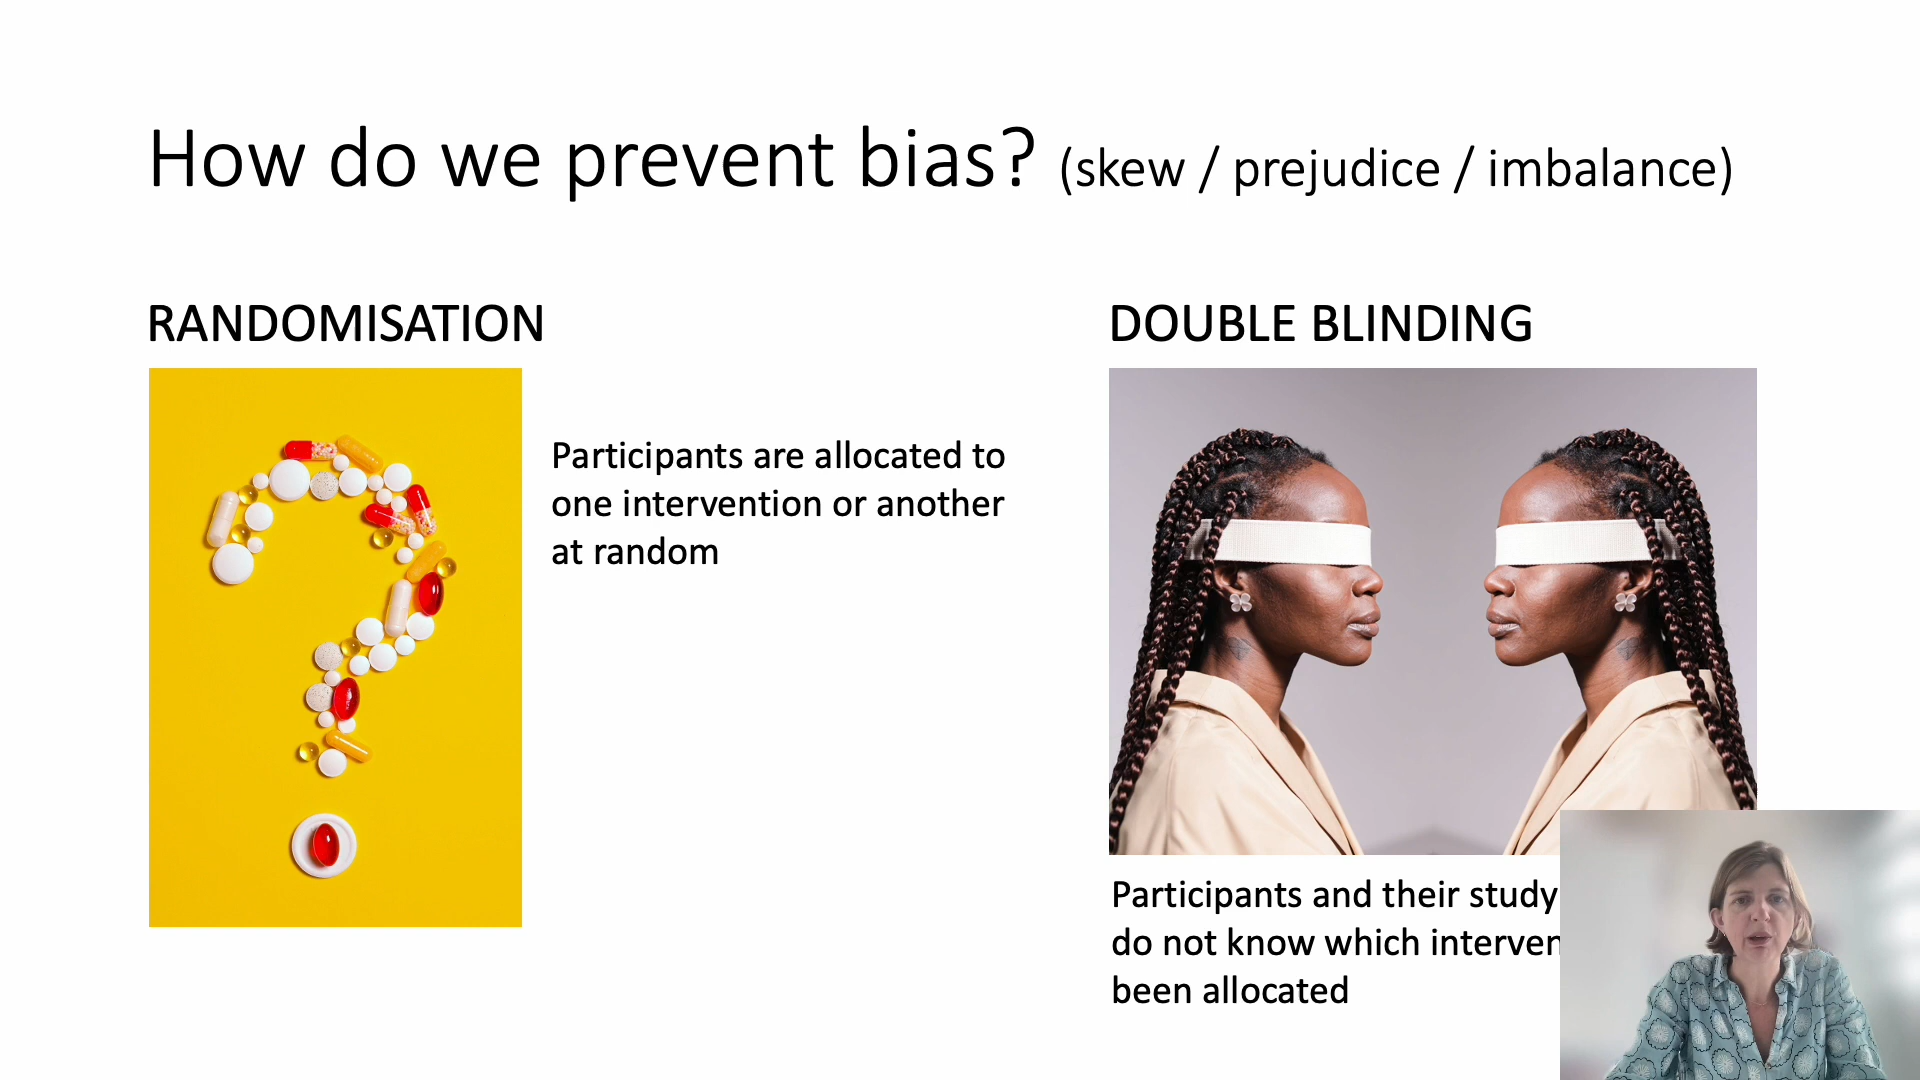 How do we prevent bias? (skew / prejudice / imbalance)
RANDOMISATION
Participants are allocated to
one intervention or another
at random
DOUBLE BLINDING
Participants and their study
do not know which
been allocated